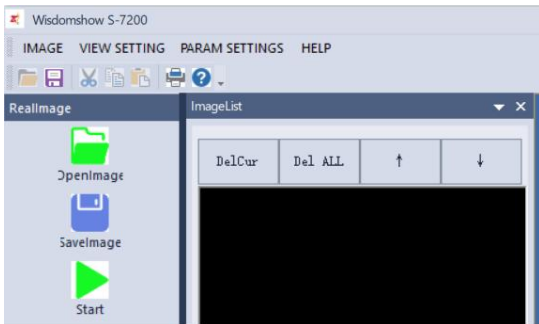 Wisdomshow S-7200
IMAGE VIEW SETTING PARAM SETTINGS HELP
RealImage
OpenImage
SaveImage
Start
ImageList
DelCur Del ALL ↑ ↓